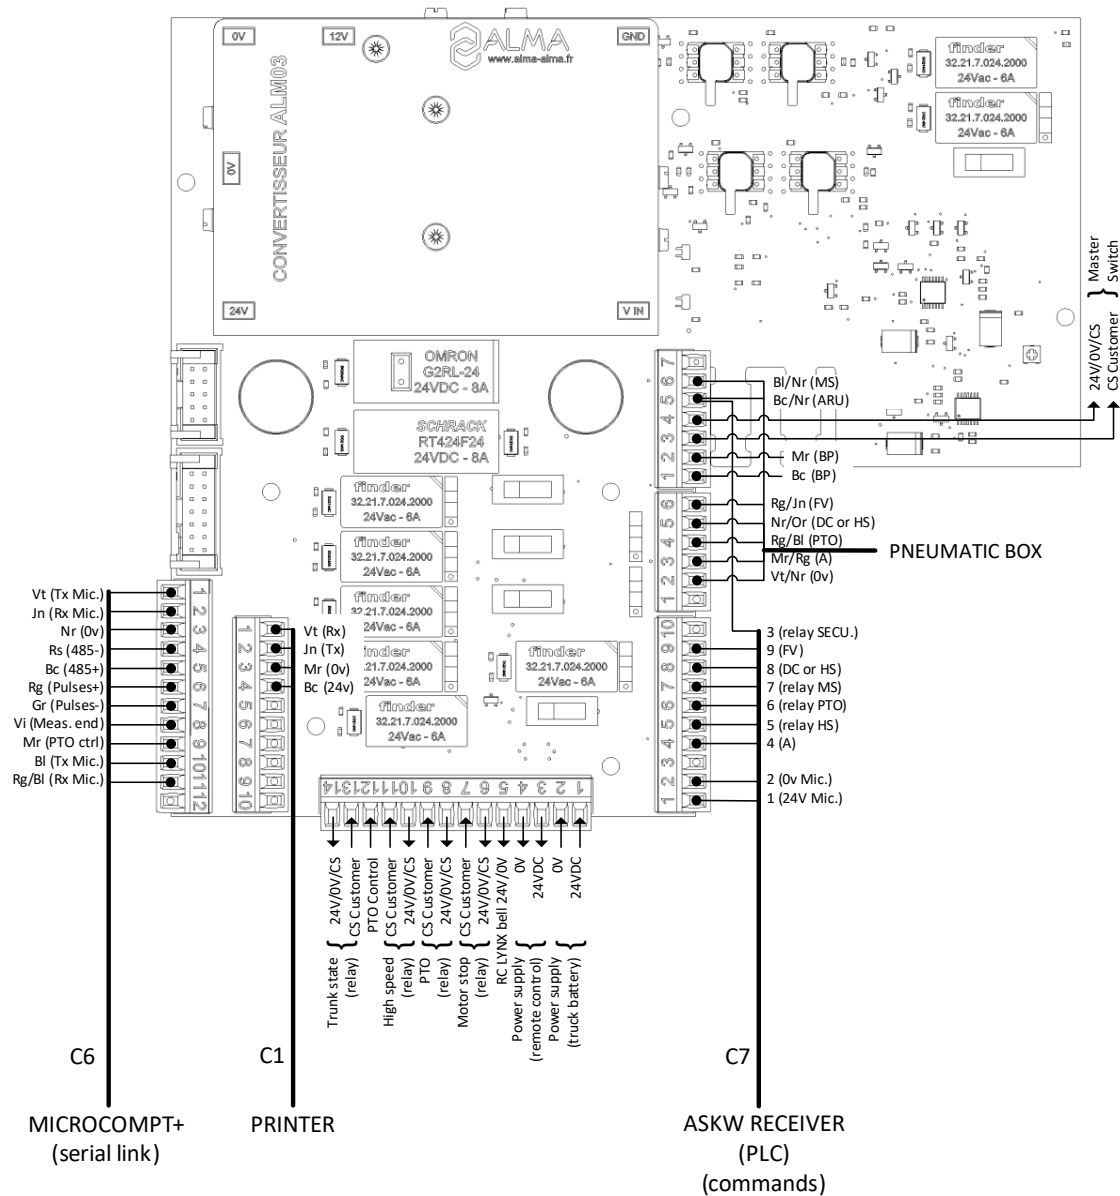 0V
12V
ALMA
www.alma-alma.fr
GND
finder
32.21.7.024.2000
24Vac - 6A
finder
32.21.7.024.2000
24Vac - 6A
CONVERTISSEUR ALM03
0V
24V
V IN
Master
Switch
24V/0V/CS
CS Customer
OMRON
G2RL-24
24VDC - 8A
SCHRACK
RT424F24
24VDC - 8A
finder
32.21.7.024.2000
24Vac - 6A
finder
32.21.7.024.2000
24Vac - 6A
finder
32.21.7.024.2000
24Vac - 6A
finder
32.21.7.024.2000
24Vac - 6A
finder
32.21.7.024.2000
24Vac - 6A
finder
32.21.7.024.2000
24Vac - 6A
7
6
5
4
3
2
1
Bl/Nr (MS)
Bc/Nr (ARU)
Mr (BP)
Bc (BP)
6
5
4
3
2
1
Rg/Jn (FV)
Nr/Or (DC or HS)
Rg/Bl (PTO)
Mr/Rg (A)
Vt/Nr (0v)
PNEUMATIC BOX
10
9
8
7
6
5
4
3
2
1
3 (relay SECU.)
9 (FV)
8 (DC or HS)
7 (relay MS)
6 (relay PTO)
5 (relay HS)
4 (A)
2 (0v Mic.)
1 (24V Mic.)
Vt (Tx Mic.)
Jn (Rx Mic.)
Nr (0v)
Rs (485-)
Bc (485+)
Rg (Pulses+)
Gr (Pulses-)
Vi (Meas. end)
Mr (PTO ctrl)
Bl (Tx Mic.)
Rg/Bl (Rx Mic.)
1
2
3
4
5
6
7
8
9
10
11
12
1
2
3
4
5
6
7
8
9
10
Vt (Rx)
Jn (Tx)
Mr (0v)
Bc (24v)
14
13
12
11
10
9
8
7
6
5
4
3
2
1
24V/0V/CS
CS Customer
PTO Control
CS Customer
24V/0V/CS
CS Customer
24V/0V/CS
CS Customer
24V/0V/CS
RC LYNX bell 24V/0V
0V
24VDC
0V
24VDC
Trunk state
(relay)
High speed
(relay)
PTO
(relay)
Motor stop
(relay)
Power supply
(remote control)
Power supply
(truck battery)
C6
C1
C7
MICROCOMPT+
(serial link)
PRINTER
ASKW RECEIVER
(PLC)
(commands)